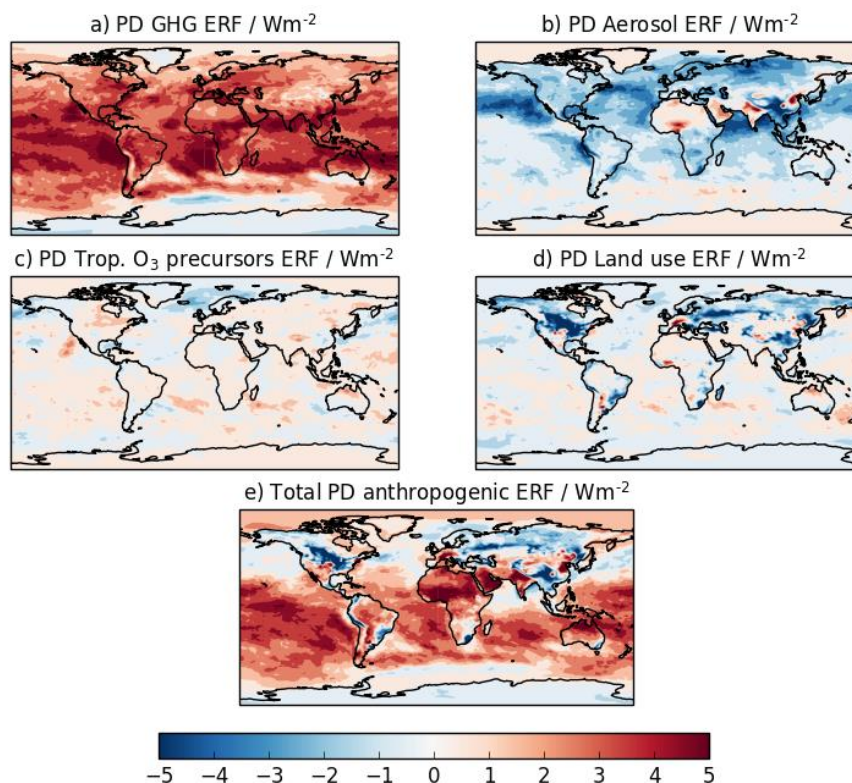 a) PD GHG ERF / Wm-2
b) PD Aerosol ERF / Wm-2
c) PD Trop. O3 precursors ERF / Wm-2
d) PD Land use ERF / Wm-2
e) Total PD anthropogenic ERF / Wm-2
−5 −4 −3 −2 −1 0 1 2 3 4 5